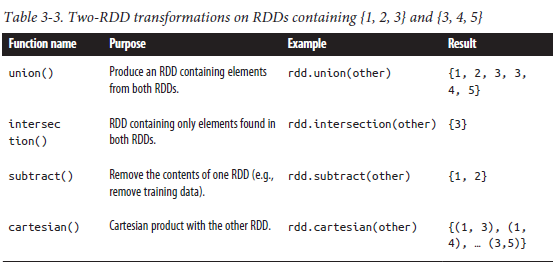 Table 3-3. Two-RDD transformations on RDDs containing {1, 2, 3} and {3, 4, 5}
Function name Purpose Example Result
union() Produce an RDD containing elements rdd.union(other) {1, 2, 3, 3,
from both RDDs. 4, 5}
intersec RDD containing only elements found in rdd.intersection(other) {3}
tion() both RDDs.
subtract() Remove the contents of one RDD (e.g., rdd.subtract(other) {1, 2}
remove training data).
cartesian() Cartesian product with the other RDD. rdd.cartesian(other) {(1, 3), (1,
4), … (3,5)}